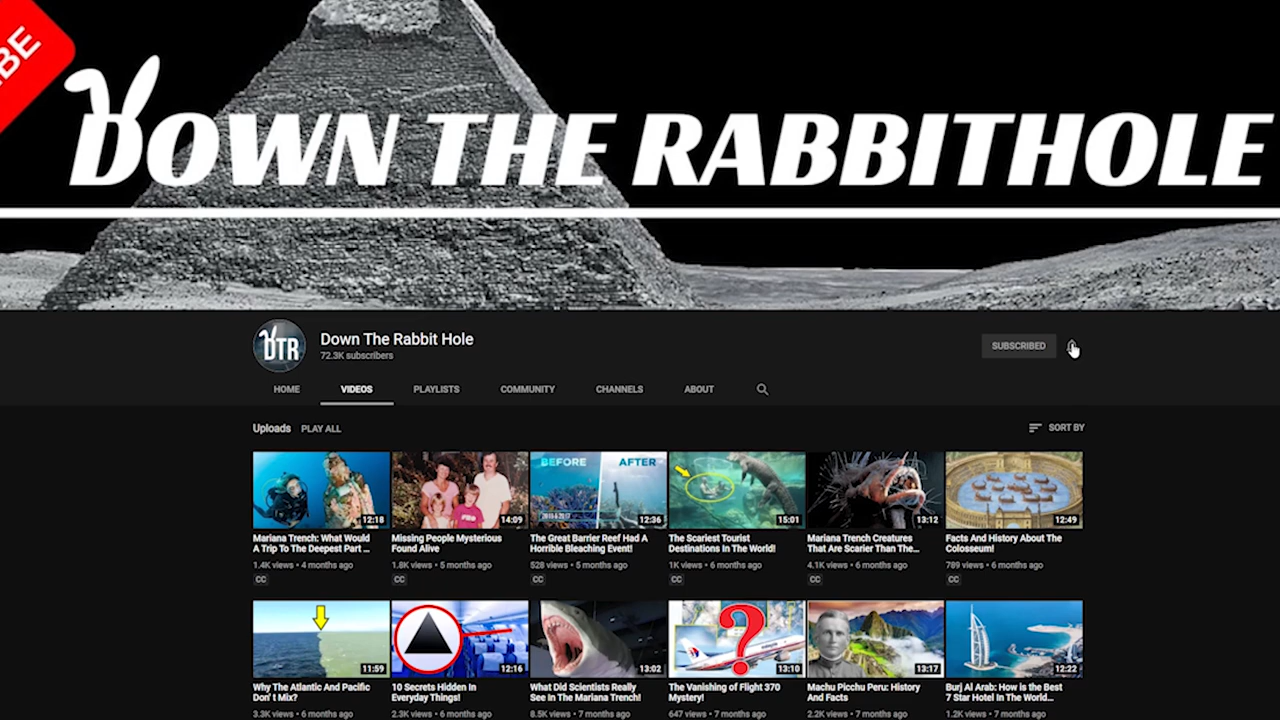 BE
DOWN THE RABBITHOLE
DTR
Down The Rabbit Hole
72.3K subscribers
SUBSCRIBED
HOME VIDEOS PLAYLISTS COMMUNITY CHANNELS ABOUT
Uploads PLAY ALL
SORT BY
BEFORE AFTER
12:18 14:09 12:36 15:01 13:12 12:49
Mariana Trench: What Would
A Trip To The Deepest Part ...
1.4K views • 4 months ago
CC
Missing People Mysterious
Found Alive
1.8K views • 5 months ago
CC
The Great Barrier Reef Had A
Horrible Bleaching Event!
528 views • 5 months ago
CC
The Scariest Tourist
Destinations In The World!
1K views • 6 months ago
CC
Mariana Trench Creatures
That Are Scarier Than The...
4.1K views • 6 months ago
CC
Facts And History About The
Colosseum!
789 views • 6 months ago
CC
?
11:59 12:16 13:02 13:10 13:17 12:22
Why The Atlantic And Pacific
Don't Mix?
3.3K views • 6 months ago
10 Secrets Hidden In
Everyday Things!
2.3K views • 6 months ago
What Did Scientists Really
See In The Mariana Trench!
8.5K views • 7 months ago
The Vanishing of Flight 370
Mystery!
647 views • 7 months ago
Machu Picchu Peru: History
And Facts
2.2K views • 7 months ago
Burj Al Arab: How is the Best
7 Star Hotel In The World...
1.2K views • 7 months ago